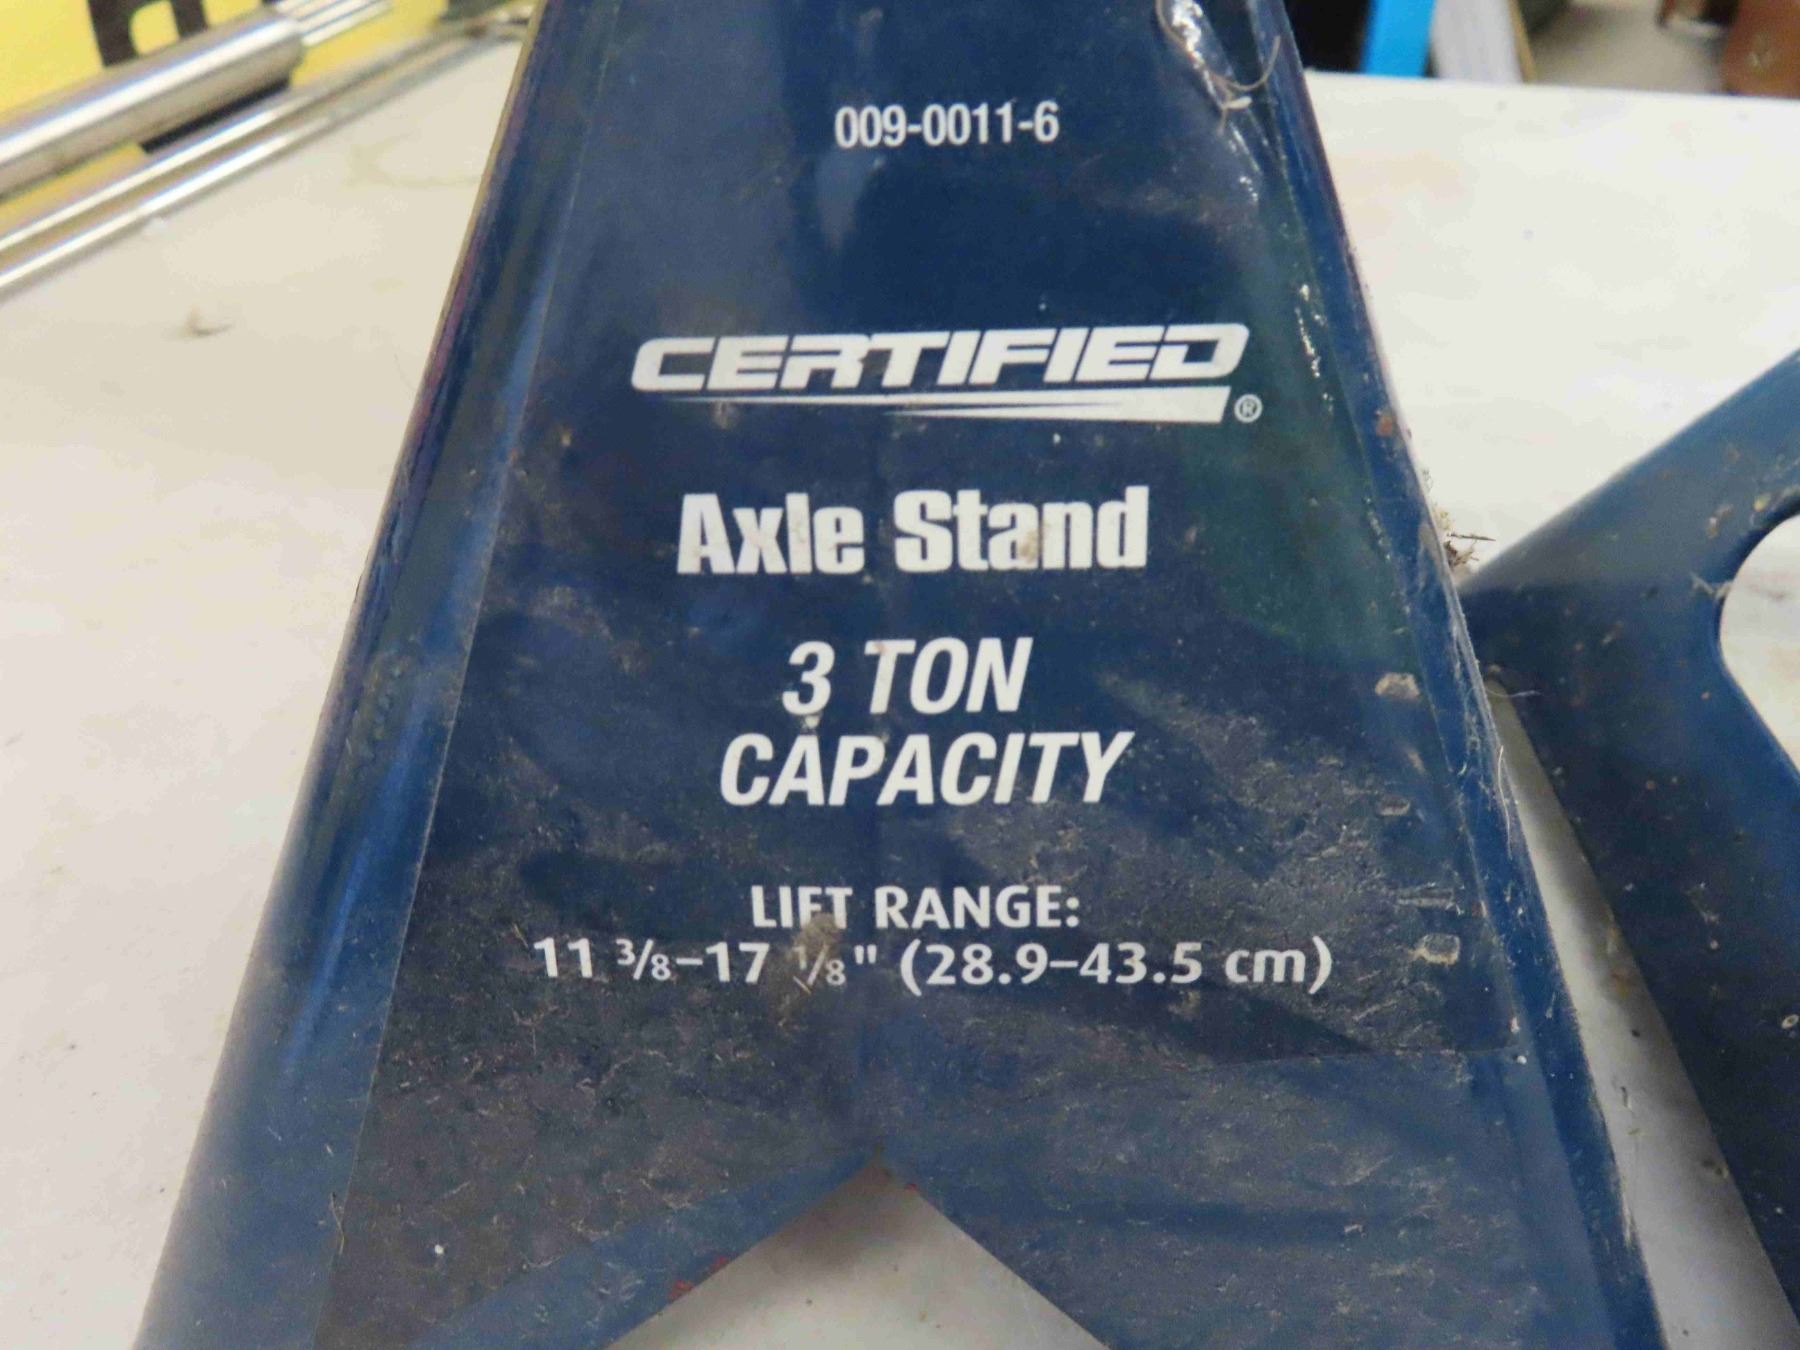 009-0011-6
CERTIFIED®
Axle Stand
3 TON
CAPACITY
LIFT RANGE:
11 3/8–17 1/8" (28.9–43.5 cm)